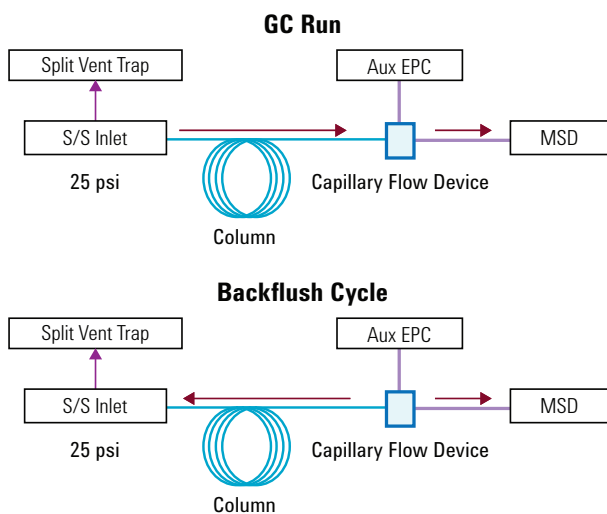 GC Run
Split Vent Trap
Aux EPC
S/S Inlet
MSD
25 psi
Capillary Flow Device
Column
Backflush Cycle
Split Vent Trap
Aux EPC
S/S Inlet
MSD
25 psi
Capillary Flow Device
Column